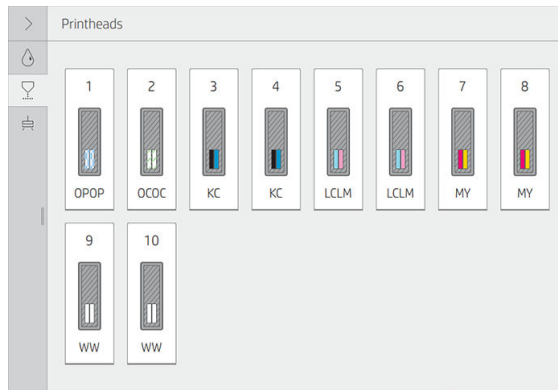 Printheads
1 2 3 4 5 6 7 8
OPOP OCOC KC KC LCLM LCLM MY MY
9 10
WW WW